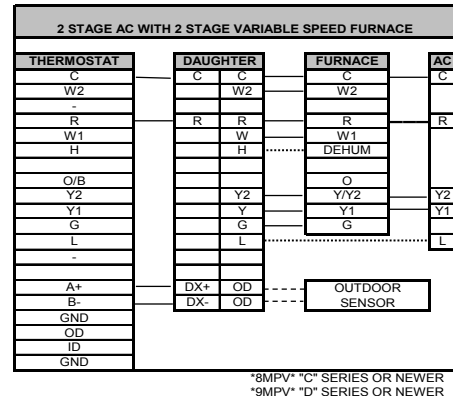 2 STAGE AC WITH 2 STAGE VARIABLE SPEED FURNACE
THERMOSTAT DAUGHTER FURNACE AC
C C C C C
W2 W2 W2
-
R R R R R
W1 W W1
H H DEHUM
O/B O
Y2 Y2 Y/Y2 Y2
Y1 Y Y1 Y1
G G G
L L L
-
A+ DX+ OD OUTDOOR
B- DX- OD SENSOR
GND
OD
ID
GND
*8MPV* "C" SERIES OR NEWER
*9MPV* "D" SERIES OR NEWER